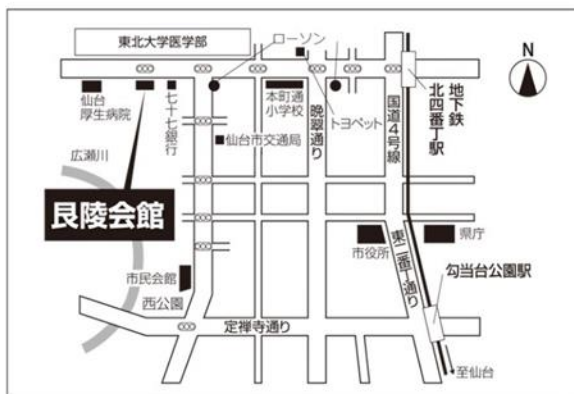 東北大学医学部
ローソン
N
仙台
厚生病院
七十七銀行
本町通
小学校
晩翠通り
トヨペット
国道4号線
地下鉄
北四番丁駅
広瀬川
仙台市交通局
艮陵会館
市役所
県庁
東二番丁通り
市民会館
西公園
勾当台公園駅
定禅寺通り
至仙台